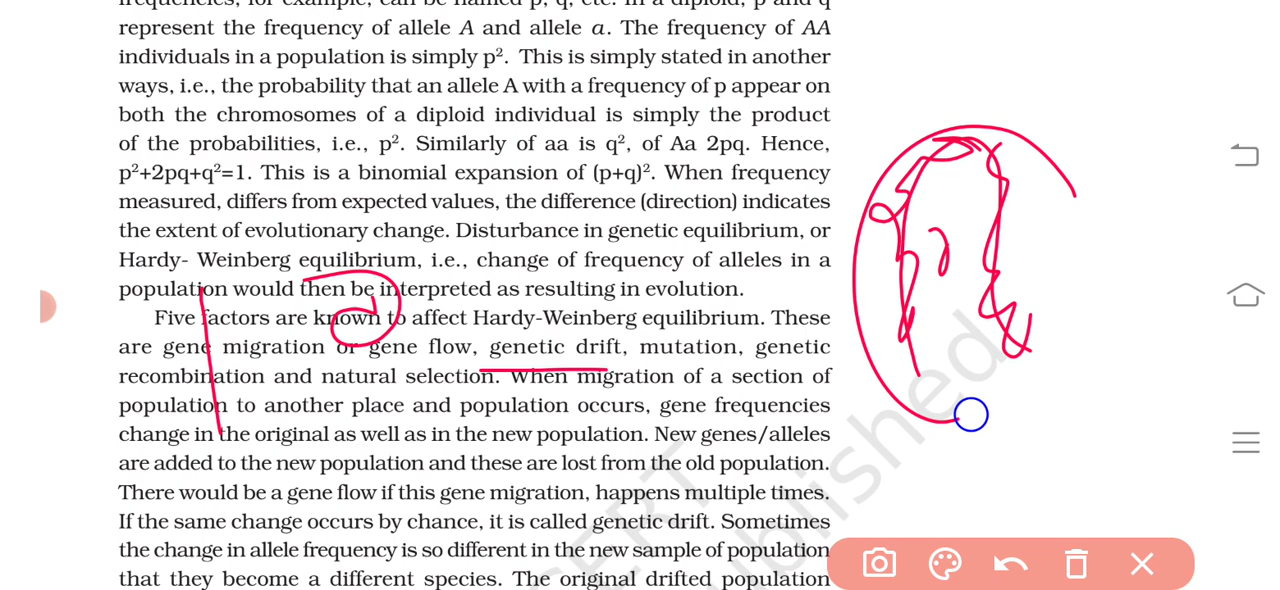 frequencies, for example, can be named p, q, etc. In a diploid, p and q
represent the frequency of allele A and allele a. The frequency of AA
individuals in a population is simply p². This is simply stated in another
ways, i.e., the probability that an allele A with a frequency of p appear on
both the chromosomes of a diploid individual is simply the product
of the probabilities, i.e., p². Similarly of aa is q², of Aa 2pq. Hence,
p²+2pq+q²=1. This is a binomial expansion of (p+q)². When frequency
measured, differs from expected values, the difference (direction) indicates
the extent of evolutionary change. Disturbance in genetic equilibrium, or
Hardy- Weinberg equilibrium, i.e., change of frequency of alleles in a
population would then be interpreted as resulting in evolution.
Five factors are known to affect Hardy-Weinberg equilibrium. These
are gene migration or gene flow, genetic drift, mutation, genetic
recombination and natural selection. When migration of a section of
population to another place and population occurs, gene frequencies
change in the original as well as in the new population. New genes/alleles
are added to the new population and these are lost from the old population.
There would be a gene flow if this gene migration, happens multiple times.
If the same change occurs by chance, it is called genetic drift. Sometimes
the change in allele frequency is so different in the new sample of population
that they become a different species. The original drifted population